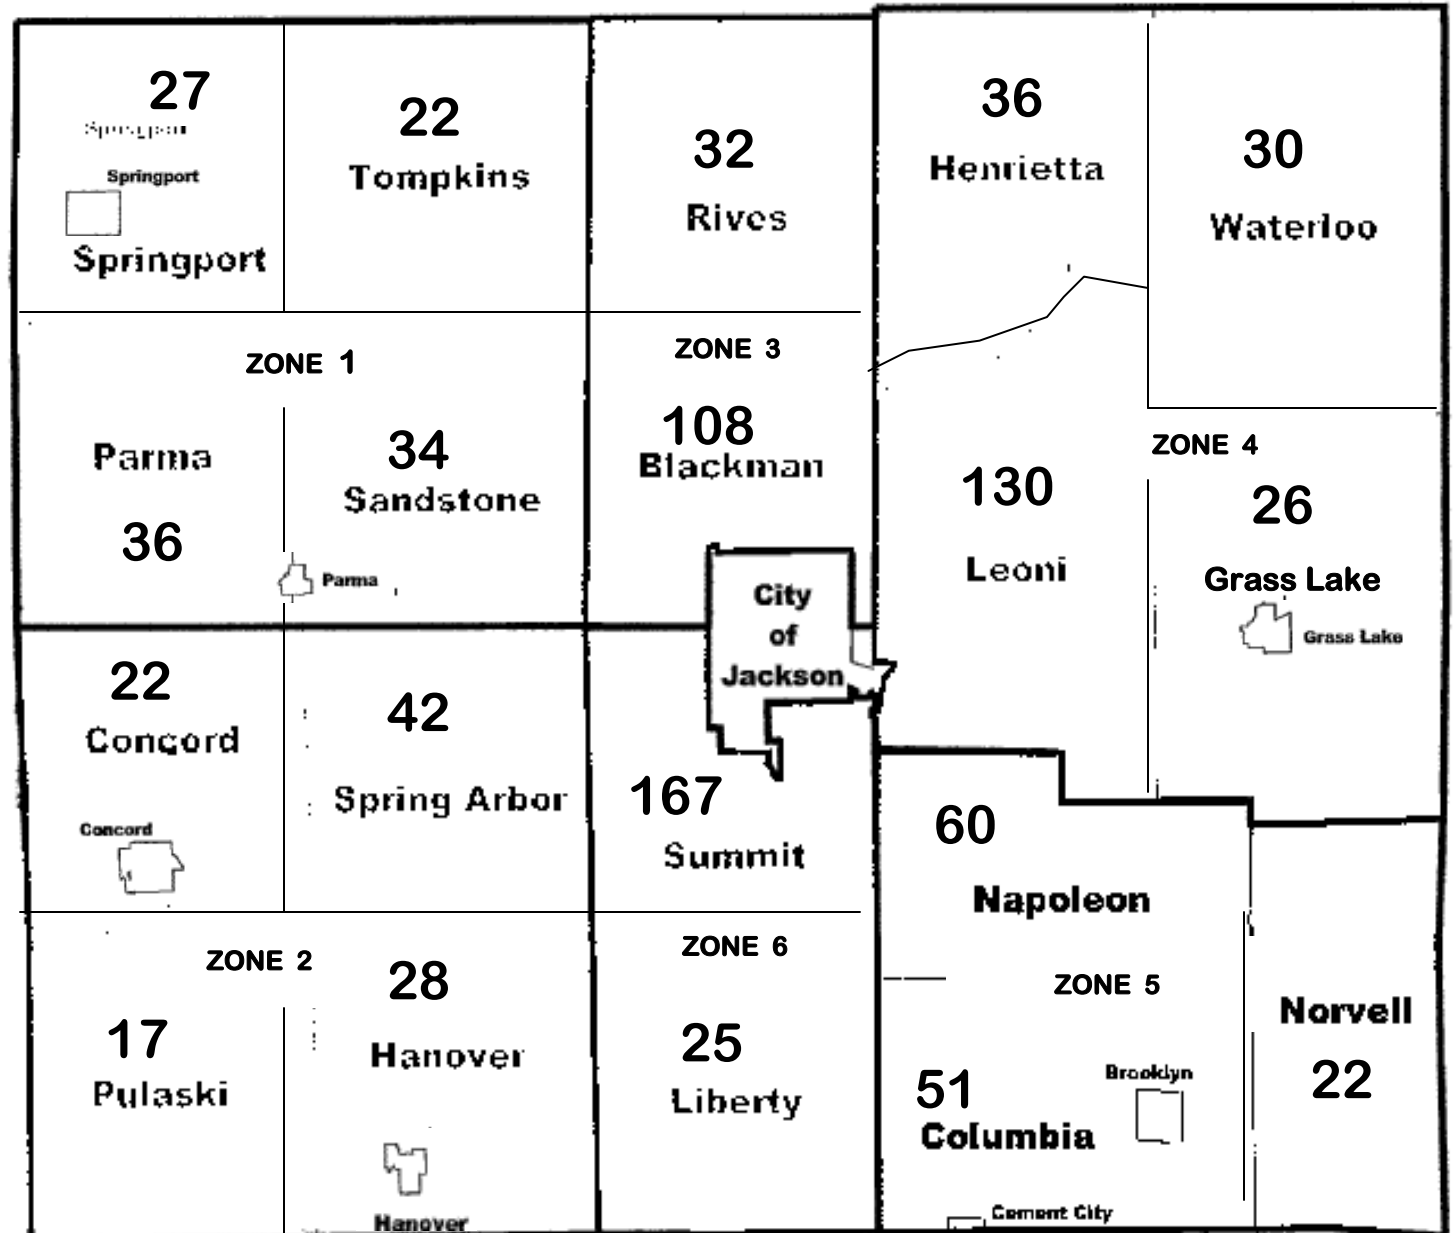 27
Springport
Springport
Springport
22
Tompkins
32
Rives
36
Henrietta
30
Waterloo
ZONE 1
Parma
36
34
Sandstone
Parma
ZONE 3
108
Blackman
City
of
Jackson
130
Leoni
ZONE 4
26
Grass Lake
Grass Lake
22
Concord
Concord
42
Spring Arbor
167
Summit
60
Napoleon
ZONE 2
17
Pulaski
28
Hanover
Hanover
ZONE 6
25
Liberty
ZONE 5
51
Columbia
Brooklyn
Cement City
Norvell
22